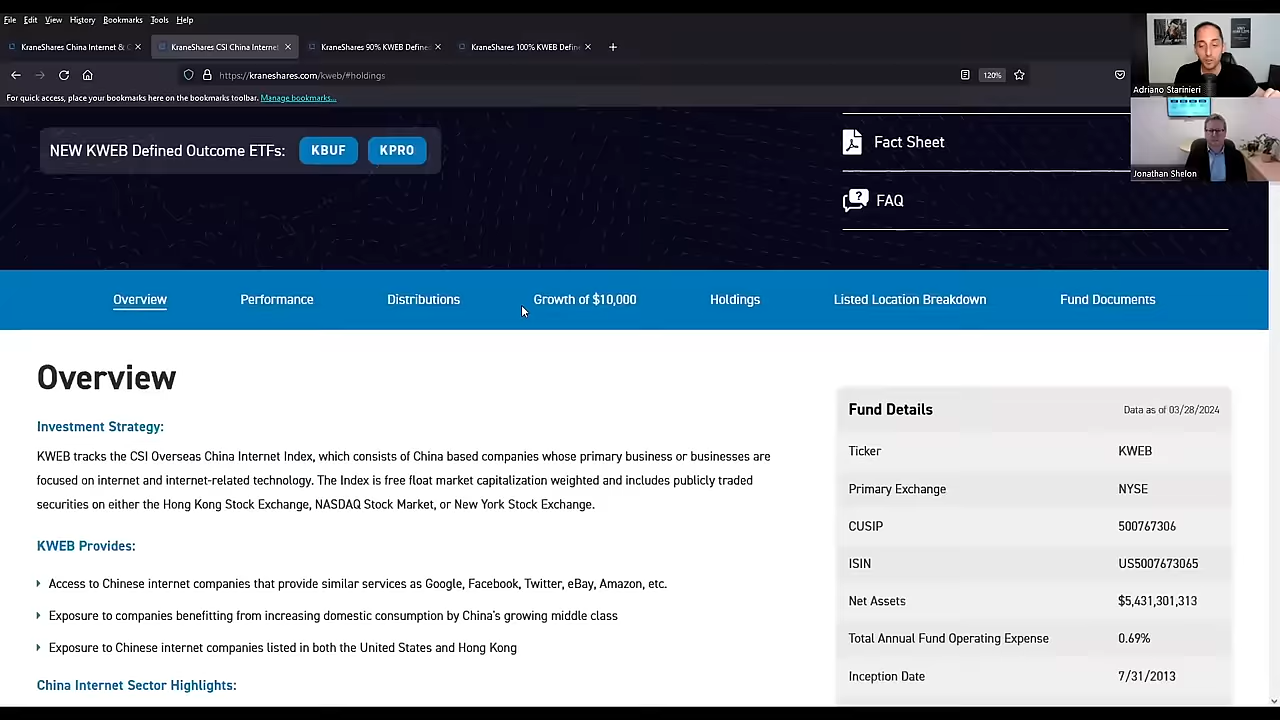 File Edit View History Bookmarks Tools Help
KraneShares China Internet & C
KraneShares CSI China Internet
KraneShares 90% KWEB Defined
KraneShares 100% KWEB Define
https://kraneshares.com/kweb/#holdings
120%
For quick access, place your bookmarks here on the bookmarks toolbar. Manage bookmarks...
Adriano Starinieri
Jonathan Shelon
NEW KWEB Defined Outcome ETFs: KBUF KPRO
Fact Sheet
FAQ
Overview Performance Distributions Growth of $10,000 Holdings Listed Location Breakdown Fund Documents
Overview
Investment Strategy:
KWEB tracks the CSI Overseas China Internet Index, which consists of China based companies whose primary business or businesses are
focused on internet and internet-related technology. The Index is free float market capitalization weighted and includes publicly traded
securities on either the Hong Kong Stock Exchange, NASDAQ Stock Market, or New York Stock Exchange.
KWEB Provides:
Access to Chinese internet companies that provide similar services as Google, Facebook, Twitter, eBay, Amazon, etc.
Exposure to companies benefitting from increasing domestic consumption by China's growing middle class
Exposure to Chinese internet companies listed in both the United States and Hong Kong
China Internet Sector Highlights:
Fund Details Data as of 03/28/2024
Ticker KWEB
Primary Exchange NYSE
CUSIP 500767306
ISIN US5007673065
Net Assets $5,431,301,313
Total Annual Fund Operating Expense 0.69%
Inception Date 7/31/2013